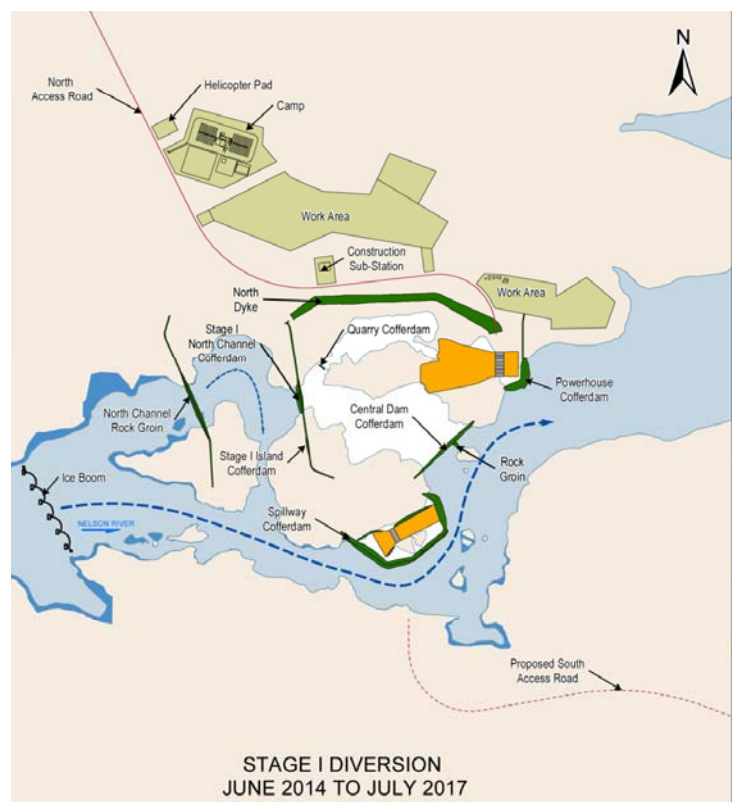 N
North
Access Road
Helicopter Pad
Camp
Work Area
Construction
Sub-Station
Work Area
North
Dyke
Stage I
North Channel
Cofferdam
Quarry Cofferdam
Powerhouse
Cofferdam
North Channel
Rock Groin
Central Dam
Cofferdam
Stage I Island
Cofferdam
Rock
Groin
Ice Boom
Spillway
Cofferdam
NELSON RIVER
Proposed South
Access Road
STAGE I DIVERSION
JUNE 2014 TO JULY 2017